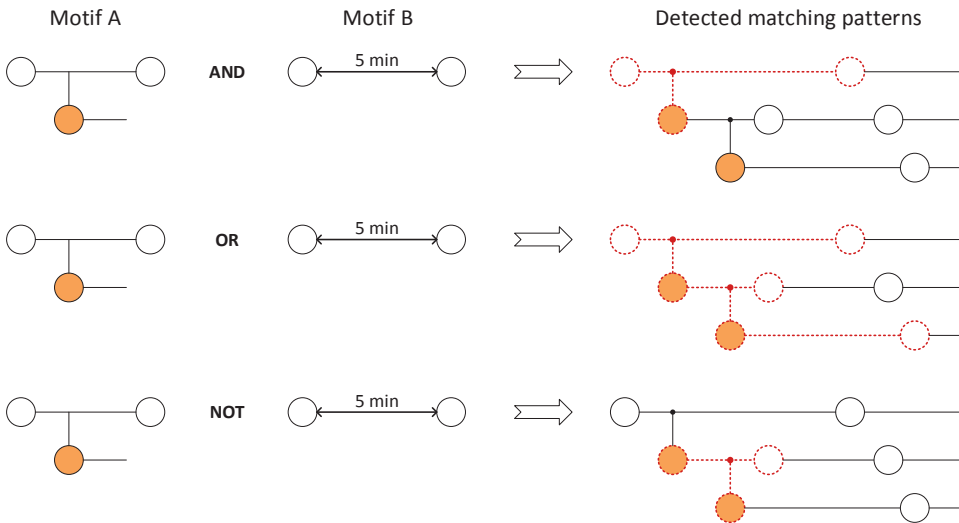 Motif A
Motif B
Detected matching patterns
AND
5 min
OR
5 min
NOT
5 min